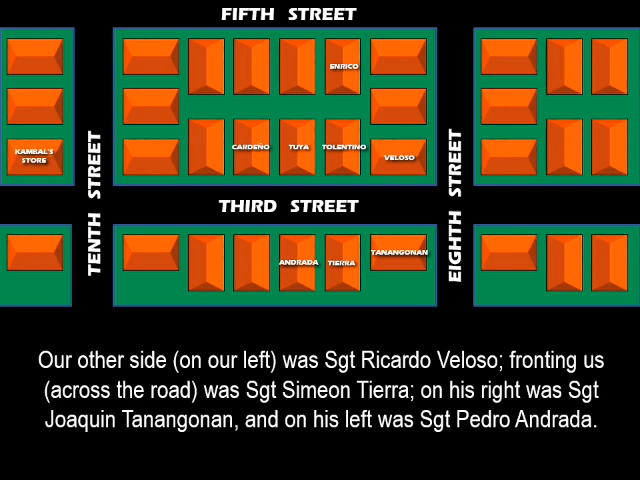 FIFTH STREET
ENRICO
KAMBAL'S
STORE
CARDEÑO
TUYA
TOLENTINO
VELOSO
TENTH STREET
EIGHTH STREET
THIRD STREET
ANDRADA
TIERRA
TANANGONAN
Our other side (on our left) was Sgt Ricardo Veloso; fronting us
(across the road) was Sgt Simeon Tierra; on his right was Sgt
Joaquin Tanangonan, and on his left was Sgt Pedro Andrada.